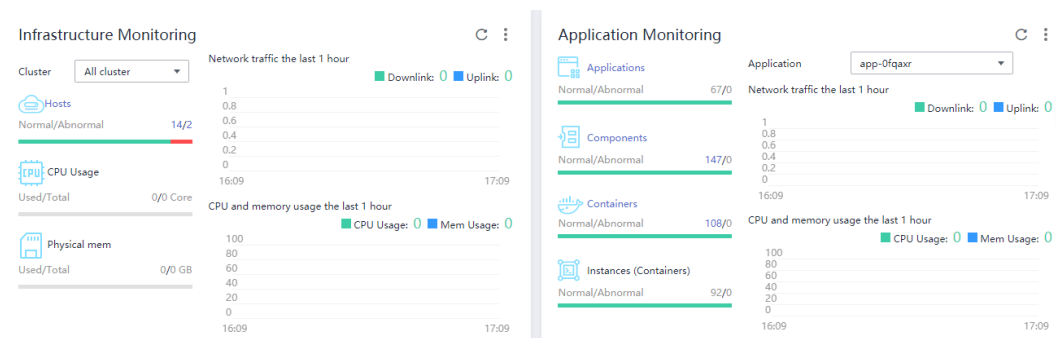 Infrastructure Monitoring
Cluster
All cluster
Hosts
Normal/Abnormal 14/2
CPU
CPU Usage
Used/Total 0/0 Core
Physical mem
Used/Total 0/0 GB
Network traffic the last 1 hour
Downlink: 0 Uplink: 0
1
0.8
0.6
0.4
0.2
0
16:09 17:09
CPU and memory usage the last 1 hour
CPU Usage: 0 Mem Usage: 0
100
80
60
40
20
0
16:09 17:09
Application Monitoring
Applications
Normal/Abnormal 67/0
Components
Normal/Abnormal 147/0
Containers
Normal/Abnormal 108/0
Instances (Containers)
Normal/Abnormal 92/0
Application
app-0fqaxr
Network traffic the last 1 hour
Downlink: 0 Uplink: 0
1
0.8
0.6
0.4
0.2
0
16:09 17:09
CPU and memory usage the last 1 hour
CPU Usage: 0 Mem Usage: 0
100
80
60
40
20
0
16:09 17:09